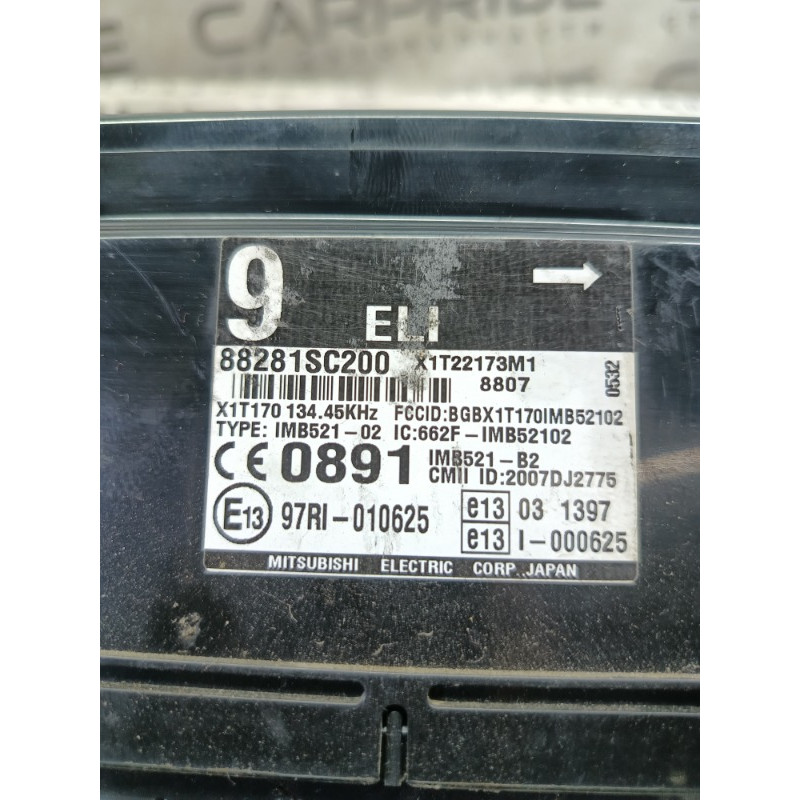 CARPRIDE
9
ELI
88281SC200 X1T22173M1
8807
0532
X1T170 134.45KHz FCCID:BGBX1T170IMB52102
TYPE: IMB521-02 IC:662F-IMB52102
CE 0891 IMB521-B2
CMII ID:2007DJ2775
E13 97RI-010625 e13 03 1397
e13 I-000625
MITSUBISHI ELECTRIC CORP. JAPAN